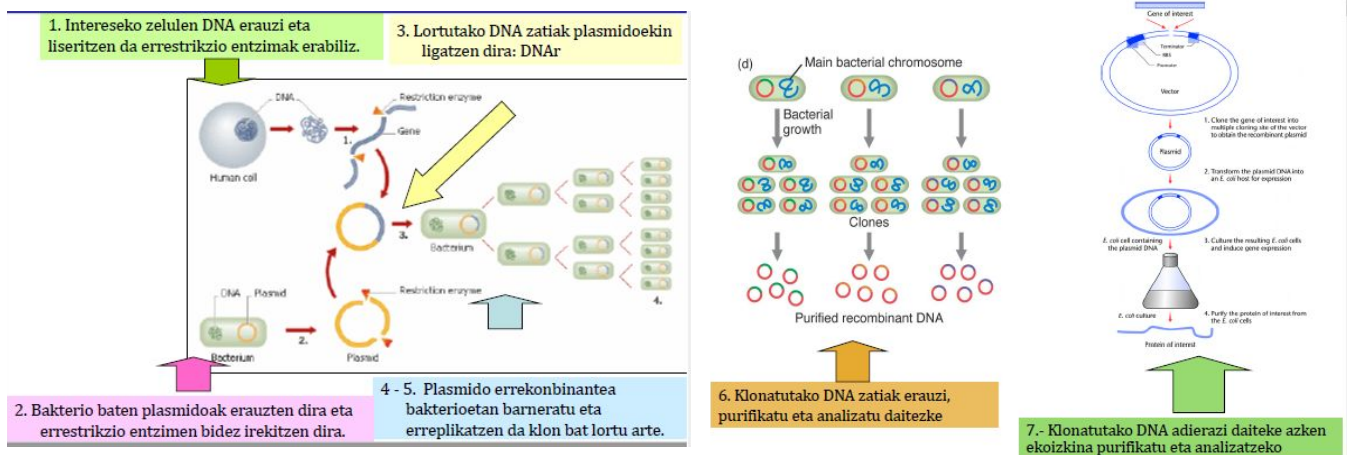 1. Intereseko zelulen DNA erauzi eta
liseritzen da errestrikzio entzimak erabiliz.
3. Lortutako DNA zatiak plasmidoekin
ligatzen dira: DNAr
DNA
Restriction enzyme
1.
Gene
Human cell
3.
Bacterium
4.
DNA
Plasmid
Restriction enzyme
2.
Bacterium
Plasmid
2. Bakterio baten plasmidoak erauzten dira eta
errestrikzio entzimen bidez irekitzen dira.
4 - 5. Plasmido errekonbinantea
bakterioetan barneratu eta
erreplikatzen da klon bat lortu arte.
(d)
Main bacterial chromosome
Bacterial
growth
Clones
Purified recombinant DNA
6. Klonatutako DNA zatiak erauzi,
purifikatu eta analizatu daitezke
Gene of interest
Terminator
RBS
Promoter
Vector
1. Clone the gene of interest into
multiple cloning site of the vector
to obtain the recombinant plasmid
Plasmid
2. Transform the plasmid DNA into
an E. coli host for expression
E. coli cell containing
the plasmid DNA
3. Culture the resulting E. coli cells
and induce gene expression
E. coli culture
4. Purify the protein of interest from
the E. coli cells
Protein of interest
7.- Klonatutako DNA adierazi daiteke azken
ekoizkina purifikatu eta analizatzeko